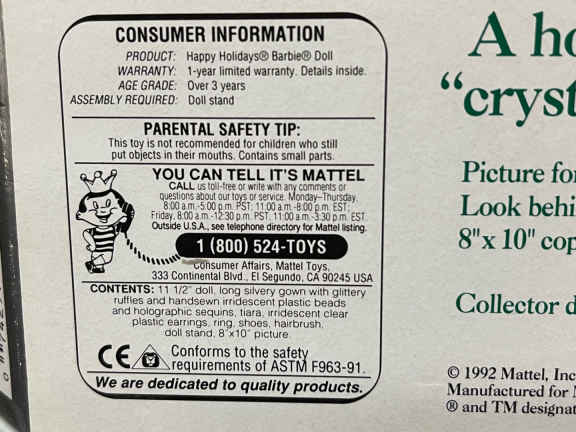 CONSUMER INFORMATION
PRODUCT: Happy Holidays® Barbie® Doll
WARRANTY: 1-year limited warranty. Details inside.
AGE GRADE: Over 3 years
ASSEMBLY REQUIRED: Doll stand
PARENTAL SAFETY TIP:
This toy is not recommended for children who still
put objects in their mouths. Contains small parts.
YOU CAN TELL IT'S MATTEL
CALL us toll-free or write with any comments or
questions about our toys or service. Monday-Thursday,
8:00 a.m.-5:00 p.m. PST; 11:00 a.m.-8:00 p.m. EST;
Friday, 8:00 a.m.-12:30 p.m. PST; 11:00 a.m.-3:30 p.m. EST.
Outside U.S.A., see telephone directory for Mattel listing.
1 (800) 524-TOYS
Consumer Affairs, Mattel Toys,
333 Continental Blvd., El Segundo, CA 90245 USA
CONTENTS: 11 1/2" doll, long silvery gown with glittery
ruffles and handsewn irridestent plastic beads
and holographic sequins, tiara, irridescent clear
plastic earrings, ring, shoes, hairbrush,
doll stand, 8"x10" picture.
CE
Conforms to the safety
requirements of ASTM F963-91.
We are dedicated to quality products.
A ho
"cryst
Picture fo
Look behi
8"x 10" cop
Collector d
© 1992 Mattel, Inc
Manufactured for
® and TM designat